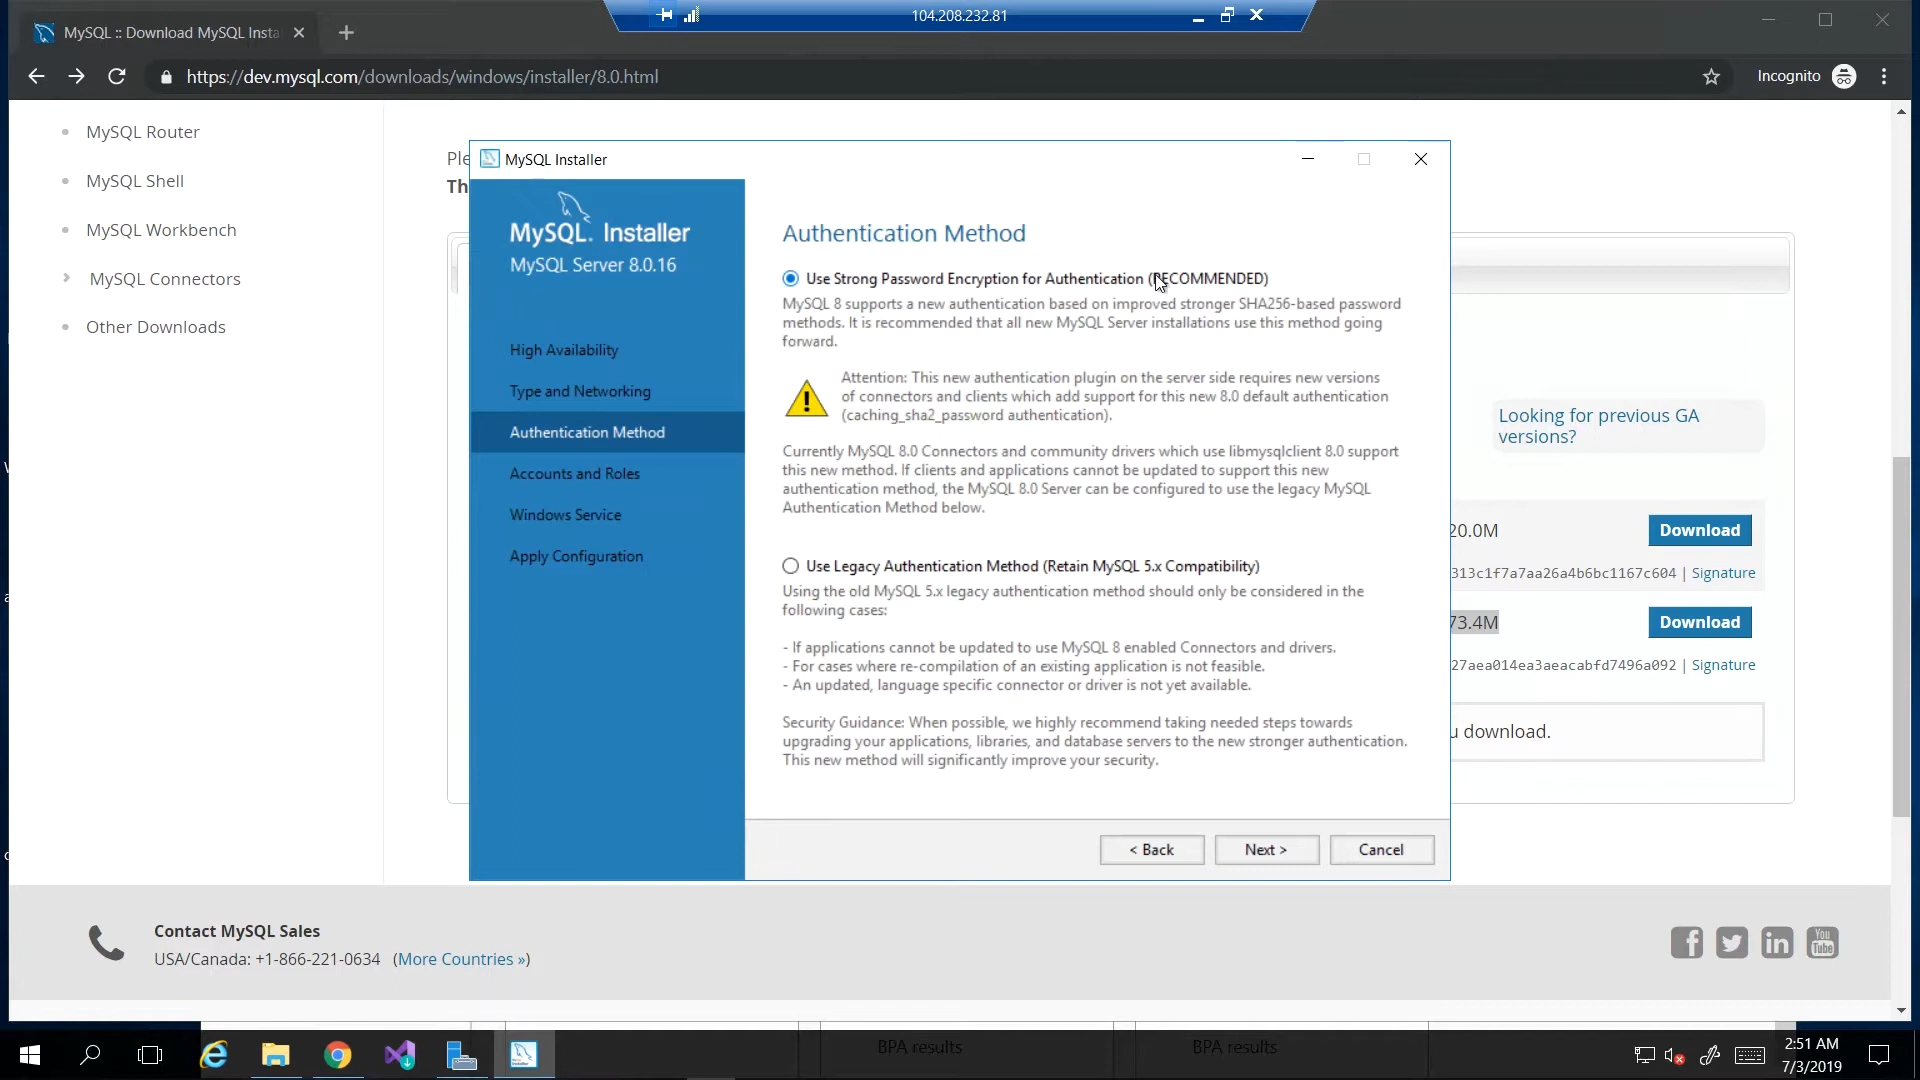 MySQL :: Download MySQL Insta
104.208.232.81
https://dev.mysql.com/downloads/windows/installer/8.0.html
Incognito
MySQL Router
MySQL Shell
MySQL Workbench
MySQL Connectors
Other Downloads
Ple
Th
MySQL Installer
MySQL. Installer
MySQL Server 8.0.16
High Availability
Type and Networking
Authentication Method
Accounts and Roles
Windows Service
Apply Configuration
Authentication Method
Use Strong Password Encryption for Authentication (RECOMMENDED)
MySQL 8 supports a new authentication based on improved stronger SHA256-based password
methods. It is recommended that all new MySQL Server installations use this method going
forward.
Attention: This new authentication plugin on the server side requires new versions
of connectors and clients which add support for this new 8.0 default authentication
(caching_sha2_password authentication).
Currently MySQL 8.0 Connectors and community drivers which use libmysqlclient 8.0 support
this new method. If clients and applications cannot be updated to support this new
authentication method, the MySQL 8.0 Server can be configured to use the legacy MySQL
Authentication Method below.
Use Legacy Authentication Method (Retain MySQL 5.x Compatibility)
Using the old MySQL 5.x legacy authentication method should only be considered in the
following cases:
- If applications cannot be updated to use MySQL 8 enabled Connectors and drivers.
- For cases where re-compilation of an existing application is not feasible.
- An updated, language specific connector or driver is not yet available.
Security Guidance: When possible, we highly recommend taking needed steps towards
upgrading your applications, libraries, and database servers to the new stronger authentication.
This new method will significantly improve your security.
< Back
Next >
Cancel
Looking for previous GA
versions?
20.0M
Download
313c1f7a7aa26a4b6bc1167c604 | Signature
73.4M
Download
27aea014ea3aeacabfd7496a092 | Signature
u download.
Contact MySQL Sales
USA/Canada: +1-866-221-0634 (More Countries »)
You
Tube
BPA results
BPA results
2:51 AM
7/3/2019